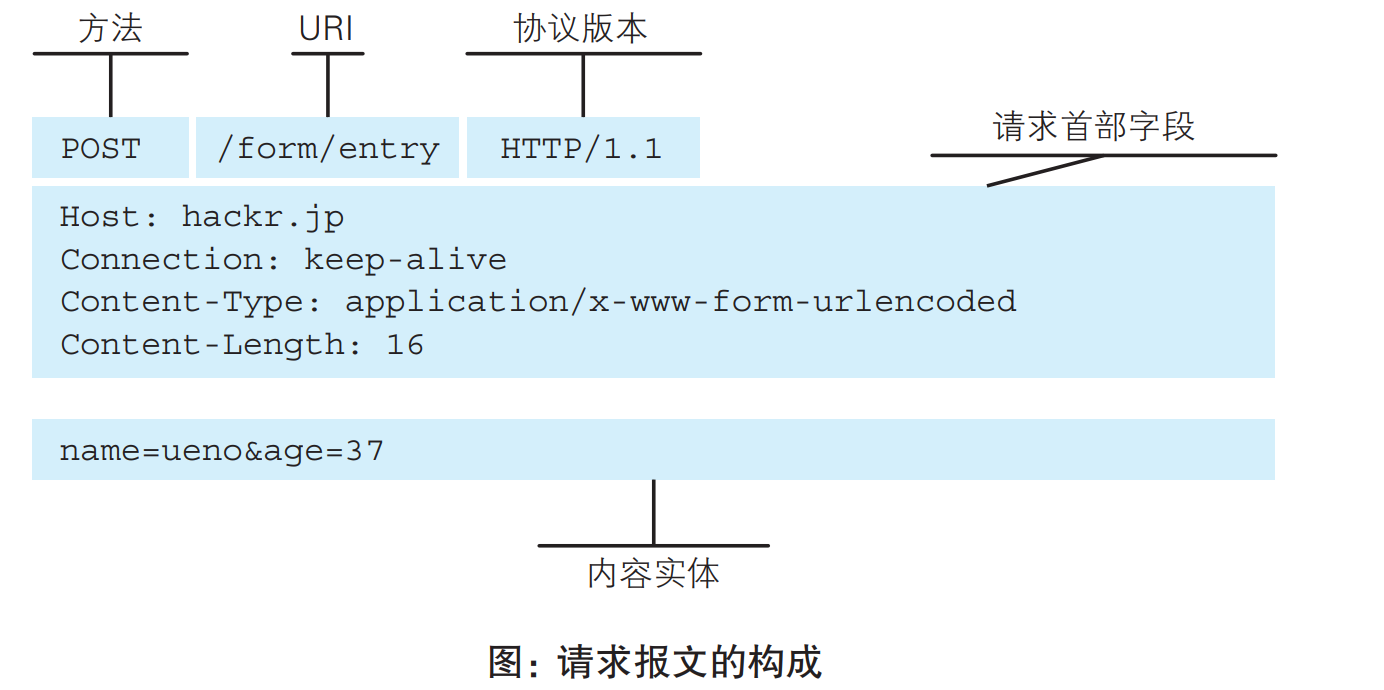 方法 URI 协议版本
POST /form/entry HTTP/1.1
请求首部字段
Host: hackr.jp
Connection: keep-alive
Content-Type: application/x-www-form-urlencoded
Content-Length: 16
name=ueno&age=37
内容实体
图：请求报文的构成